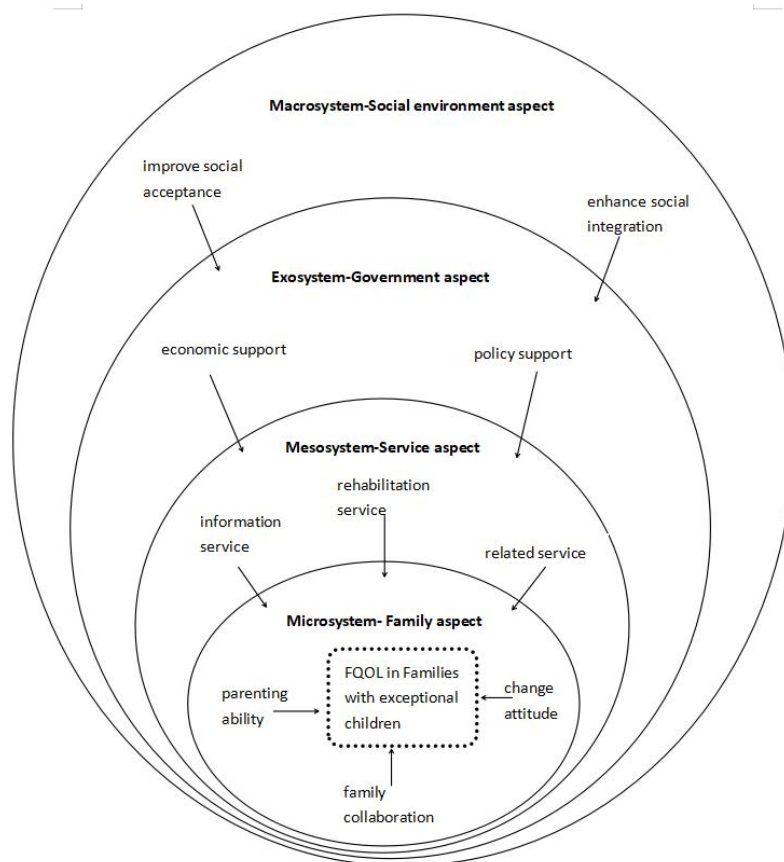 Macrosystem-Social environment aspect
improve social
acceptance
enhance social
integration
Exosystem-Government aspect
economic support
policy support
Mesosystem-Service aspect
rehabilitation
service
information
service
related service
Microsystem- Family aspect
FQOL in Families
with exceptional
children
parenting
ability
change
attitude
family
collaboration